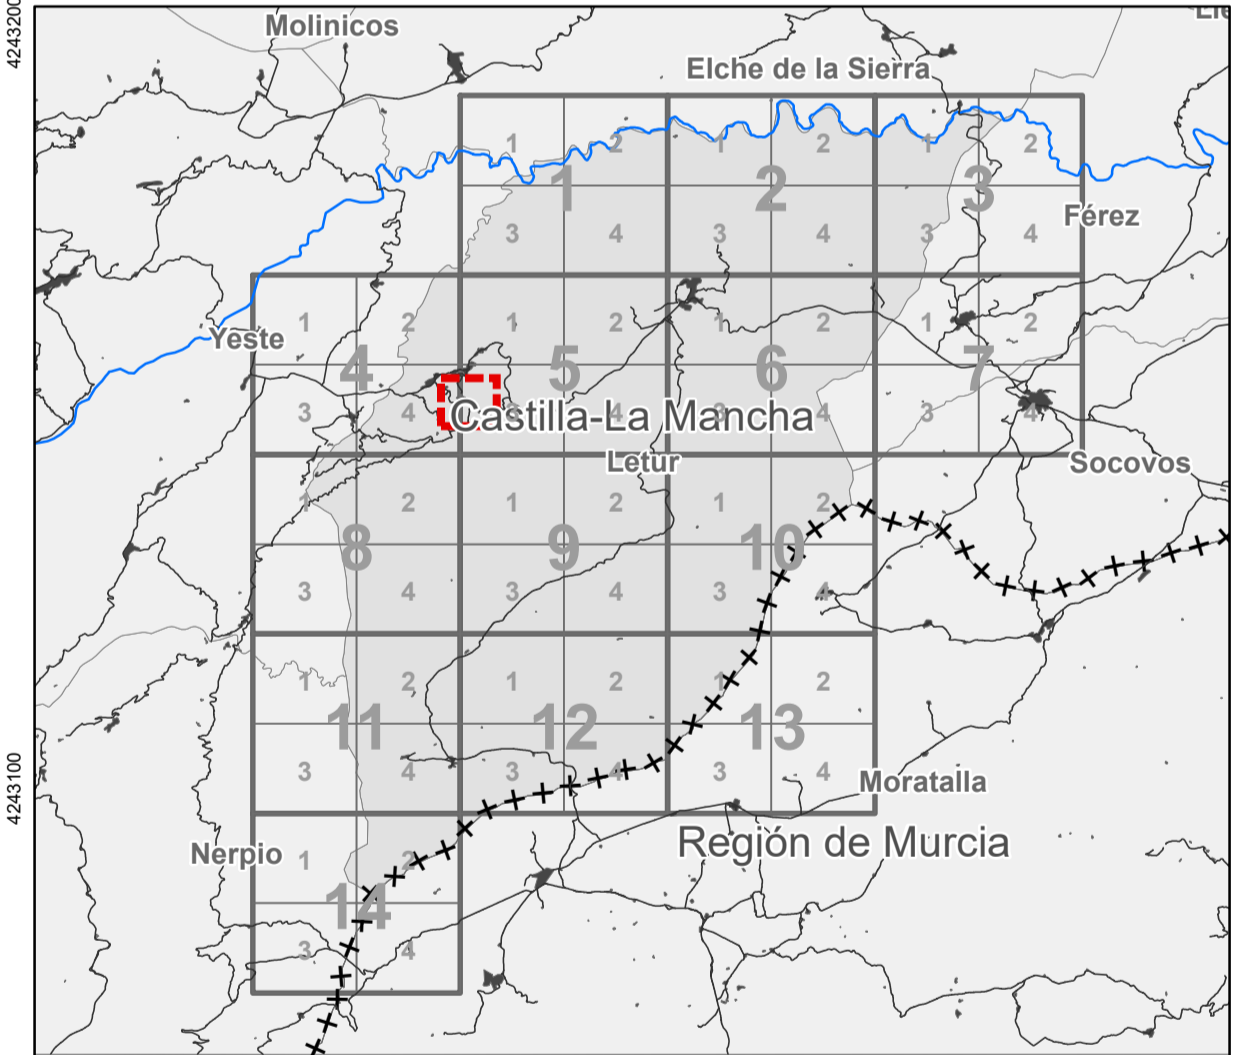 4243200
Molinicos
Elche de la Sierra
1 2 1 2 1 2
1 2 3
Férez
3 4 3 4 3 4
1 2 1 2 1 2 1 2
Yeste
4 5 6 7
3 4 3 4 3 4 3 4
Castilla-La Mancha
Letur
Socovos
1 2 1 2 1 2
8 9 10
3 4 3 4 3 4
1 2 1 2 1 2
11 12 13
4243100
3 4 3 4 3 4
Moratalla
Región de Murcia
Nerpio
1 2
14
3 4